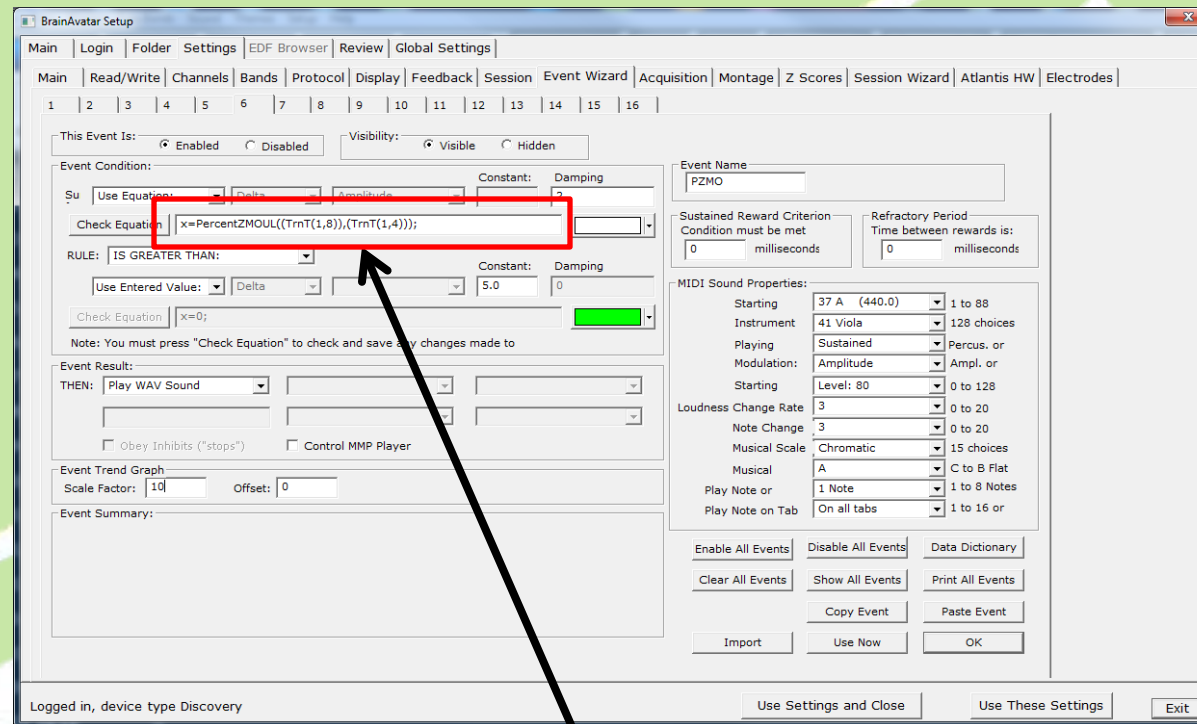 BrainAvatar Setup
Main Login Folder Settings EDF Browser Review Global Settings
Main Read/Write Channels Bands Protocol Display Feedback Session Event Wizard Acquisition Montage Z Scores Session Wizard Atlantis HW Electrodes
1 2 3 4 5 6 7 8 9 10 11 12 13 14 15 16
This Event Is: Enabled Disabled Visibility: Visible Hidden
Event Condition:
Constant: Damping
Su Use Equation: Delta Amplitude 2
Check Equation x=PercentZMOUL((TrnT(1,8)),(TrnT(1,4)));
RULE: IS GREATER THAN:
Constant: Damping
Use Entered Value: Delta 5.0 0
Check Equation x=0;
Note: You must press "Check Equation" to check and save any changes made to
Event Result:
THEN: Play WAV Sound
Obey Inhibits ("stops") Control MMP Player
Event Trend Graph
Scale Factor: 10 Offset: 0
Event Summary:
Event Name
PZMO
Sustained Reward Criterion
Condition must be met
0 milliseconds
Refractory Period
Time between rewards is:
0 milliseconds
MIDI Sound Properties:
Starting 37 A (440.0) 1 to 88
Instrument 41 Viola 128 choices
Playing Sustained Percus. or
Modulation: Amplitude Ampl. or
Starting Level: 80 0 to 128
Loudness Change Rate 3 0 to 20
Note Change 3 0 to 20
Musical Scale Chromatic 15 choices
Musical A C to B Flat
Play Note or 1 Note 1 to 8 Notes
Play Note on Tab On all tabs 1 to 16 or
Enable All Events Disable All Events Data Dictionary
Clear All Events Show All Events Print All Events
Copy Event Paste Event
Import Use Now OK
Logged in, device type Discovery Use Settings and Close Use These Settings Exit